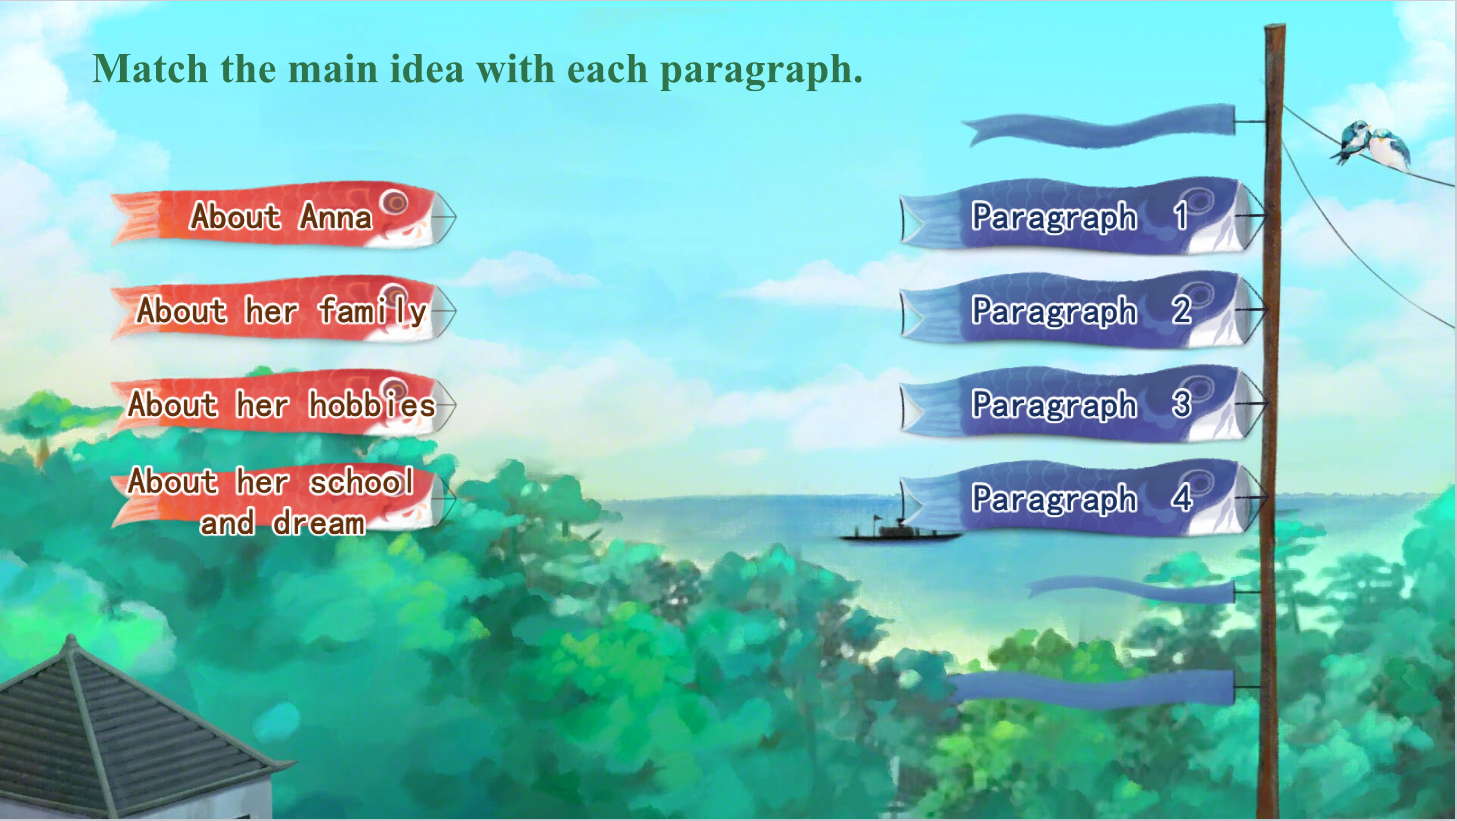 Match the main idea with each paragraph.
About Anna
Paragraph 1
About her family
Paragraph 2
About her hobbies
Paragraph 3
About her school
and dream
Paragraph 4